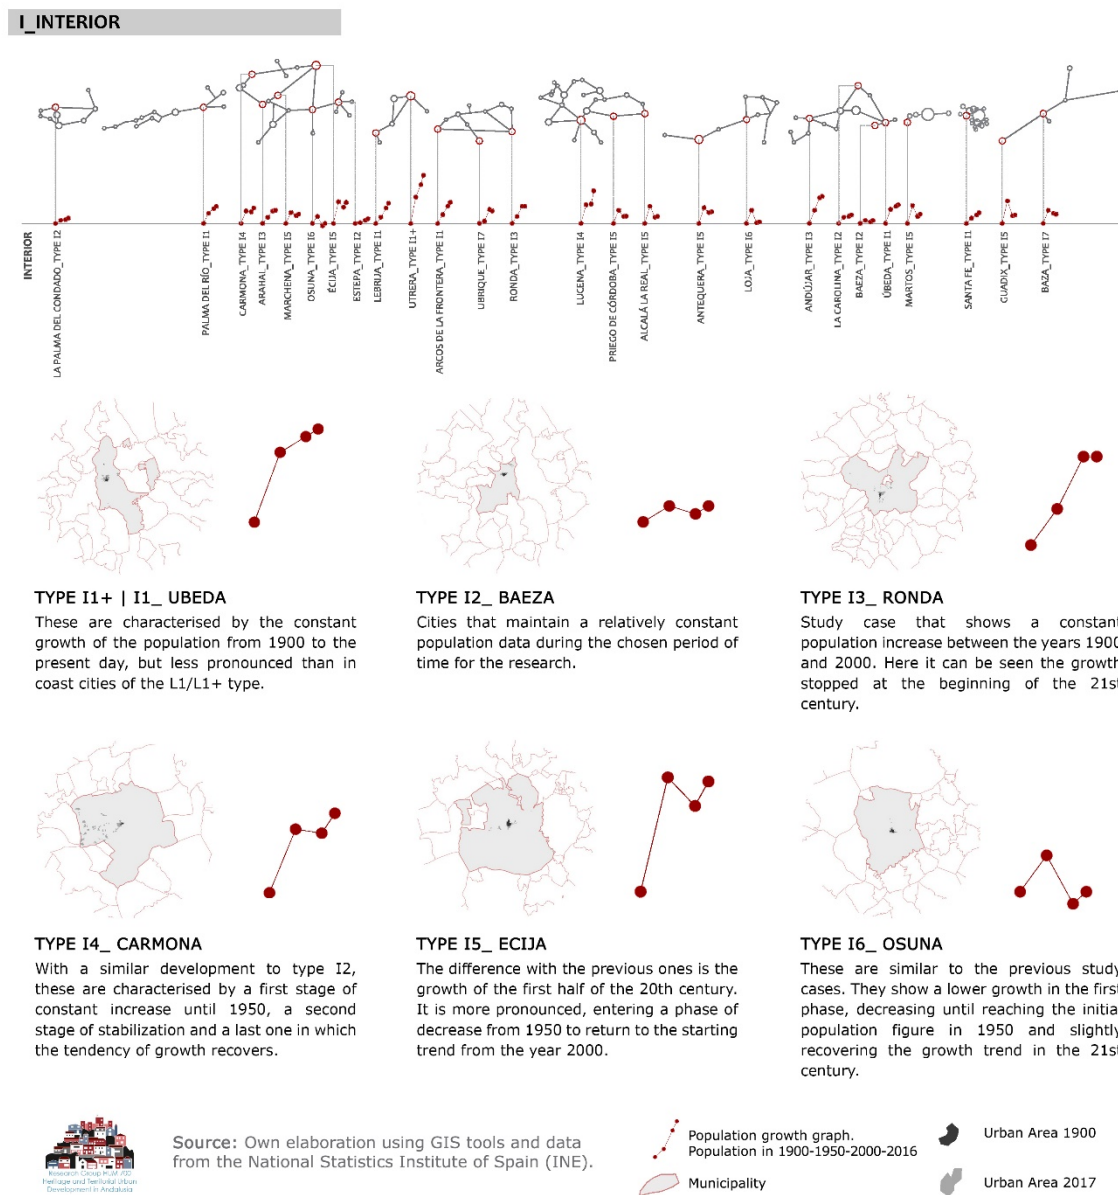 I_INTERIOR
INTERIOR
LA PALMA DEL CONDADO_TYPE I2
PALMA DEL RÍO_TYPE I1
CARMONA_TYPE I4
ARAHAL_TYPE I3
MARCHENA_TYPE I5
OSUNA_TYPE I6
ÉCIJA_TYPE I5
ESTEPA_TYPE I2
LEBRIJA_TYPE I1
UTRERA_TYPE I1+
ARCOS DE LA FRONTERA_TYPE I1
UBRIQUE_TYPE I7
RONDA_TYPE I3
LUCENA_TYPE I4
PRIEGO DE CÓRDOBA_TYPE I5
ALCALÁ LA REAL_TYPE I5
ANTEQUERA_TYPE I5
LOJA_TYPE I6
ANDÚJAR_TYPE I3
LA CAROLINA_TYPE I2
BAEZA_TYPE I2
ÚBEDA_TYPE I1
MARTOS_TYPE I5
SANTA FE_TYPE I1
GUADIX_TYPE I5
BAZA_TYPE I7
TYPE I1+ | I1_ UBEDA
These are characterised by the constant
growth of the population from 1900 to the
present day, but less pronounced than in
coast cities of the L1/L1+ type.
TYPE I2_ BAEZA
Cities that maintain a relatively constant
population data during the chosen period of
time for the research.
TYPE I3_ RONDA
Study case that shows a constant
population increase between the years 1900
and 2000. Here it can be seen the growth
stopped at the beginning of the 21st
century.
TYPE I4_ CARMONA
With a similar development to type I2,
these are characterised by a first stage of
constant increase until 1950, a second
stage of stabilization and a last one in which
the tendency of growth recovers.
TYPE I5_ ECIJA
The difference with the previous ones is the
growth of the first half of the 20th century.
It is more pronounced, entering a phase of
decrease from 1950 to return to the starting
trend from the year 2000.
TYPE I6_ OSUNA
These are similar to the previous study
cases. They show a lower growth in the first
phase, decreasing until reaching the initial
population figure in 1950 and slightly
recovering the growth trend in the 21st
century.
Research Group HUM 700
Heritage and Territorial Urban
Development in Andalusia
Source: Own elaboration using GIS tools and data
from the National Statistics Institute of Spain (INE).
Population growth graph.
Population in 1900-1950-2000-2016
Municipality
Urban Area 1900
Urban Area 2017